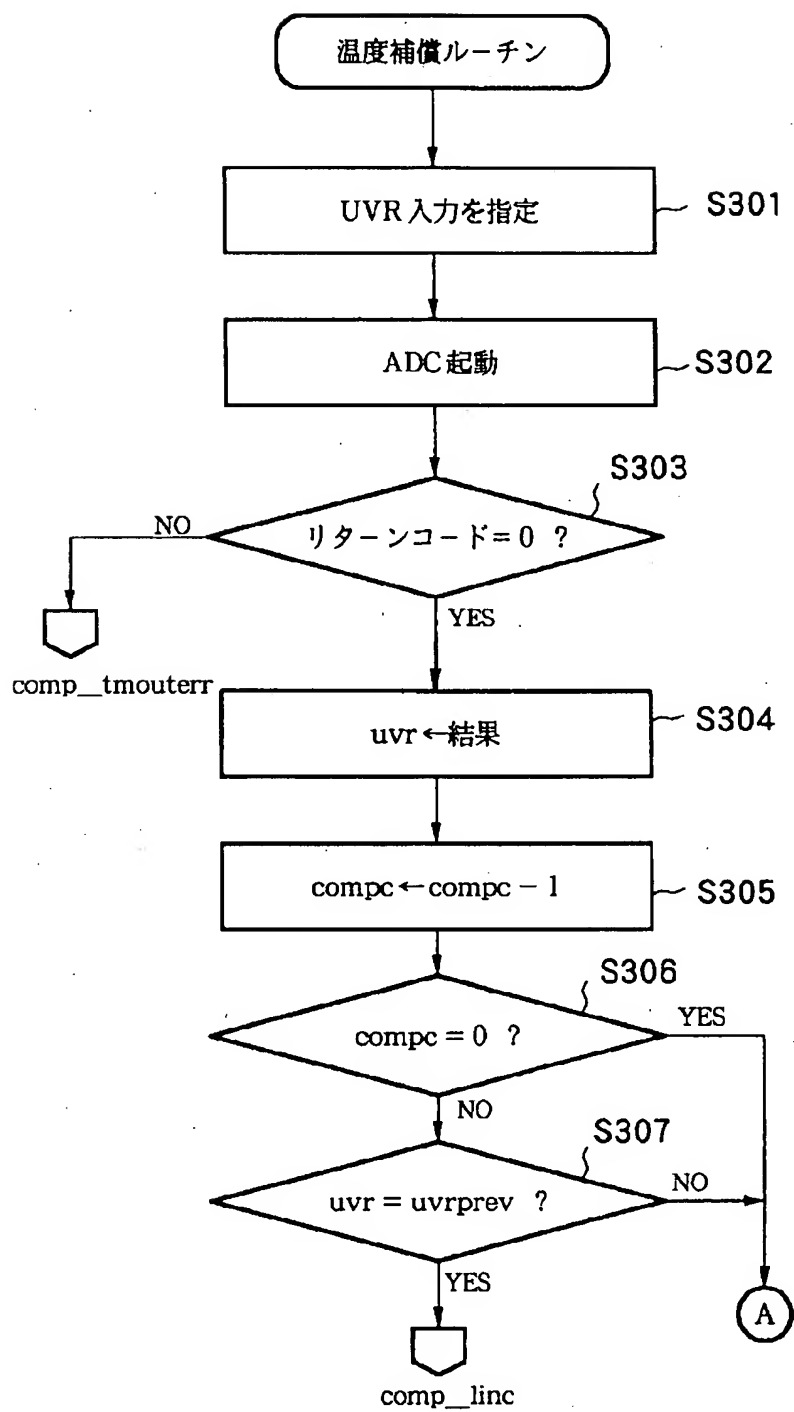 温度補償ルーチン
UVR入力を指定
S301
ADC起動
S302
S303
NO
リターンコード=0 ?
YES
comp__tmouterr
uvr←結果
S304
compc←compc−1
S305
S306
compc=0 ?
YES
NO
S307
uvr=uvrprev ?
NO
YES
A
comp__linc